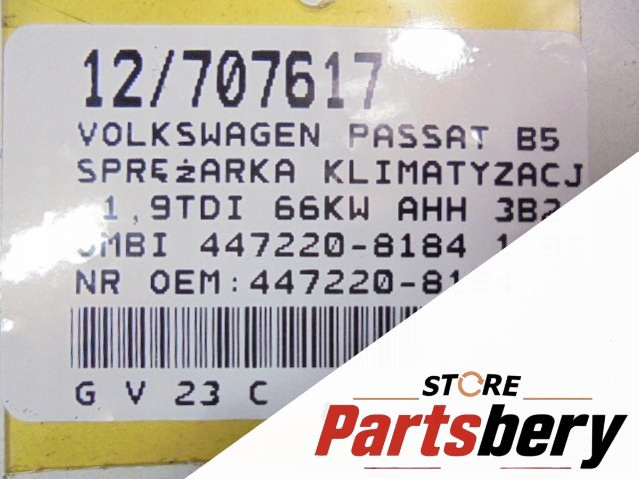 12/707617
VOLKSWAGEN PASSAT B5
SPRĘŻARKA KLIMATYZACJ
1,9TDI 66KW AHH 3B2
447220-8184
NR OEM:447220-8184
G V 23 C
STORE
Partsbery